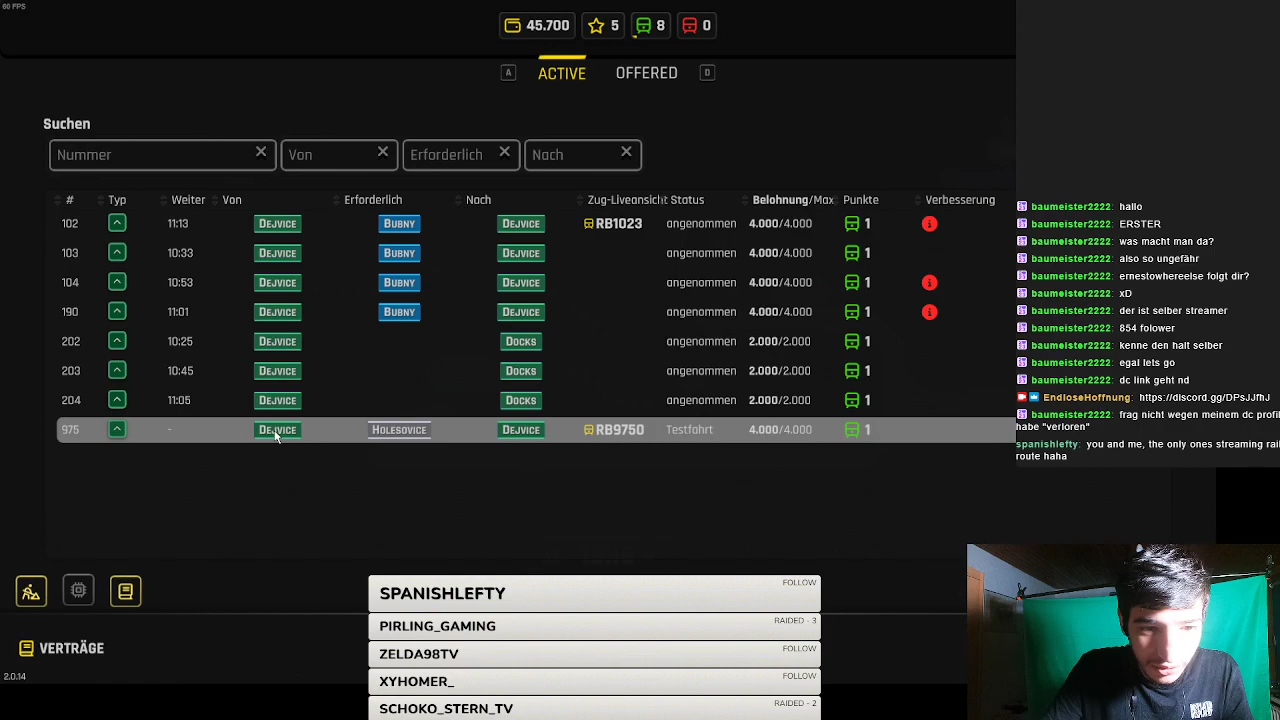 60 FPS
45.700 5 8 0
A ACTIVE OFFERED D
Suchen
Nummer Von Erforderlich Nach
# Typ Weiter Von Erforderlich Nach Zug-Liveansicht Status Belohnung/Max Punkte Verbesserung
102 11:13 DEJVICE BUBNY DEJVICE RB1023 angenommen 4.000/4.000 1
103 10:33 DEJVICE BUBNY DEJVICE angenommen 4.000/4.000 1
104 10:53 DEJVICE BUBNY DEJVICE angenommen 4.000/4.000 1
190 11:01 DEJVICE BUBNY DEJVICE angenommen 4.000/4.000 1
202 10:25 DEJVICE DOCKS angenommen 2.000/2.000 1
203 10:45 DEJVICE DOCKS angenommen 2.000/2.000 1
204 11:05 DEJVICE DOCKS angenommen 2.000/2.000 1
975 - DEJVICE HOLESOVICE DEJVICE RB9750 Testfahrt 4.000/4.000 1
VERTRÄGE
2.0.14
SPANISHLEFTY FOLLOW
PIRLING_GAMING RAIDED - 3
ZELDA98TV FOLLOW
XYHOMER_ FOLLOW
SCHOKO_STERN_TV RAIDED - 2
baumeister2222: hallo
baumeister2222: ERSTER
baumeister2222: was macht man da?
baumeister2222: also so ungefähr
baumeister2222: ernestowhereelse folgt dir?
baumeister2222: xD
baumeister2222: der ist selber streamer
baumeister2222: 854 folower
baumeister2222: kenne den halt selber
baumeister2222: egal lets go
baumeister2222: dc link geht nd
EndloseHoffnung: https://discord.gg/DPsJJfhJ
baumeister2222: frag nicht wegen meinem dc profil
habe "verloren"
spanishlefty: you and me, the only ones streaming rail
route haha